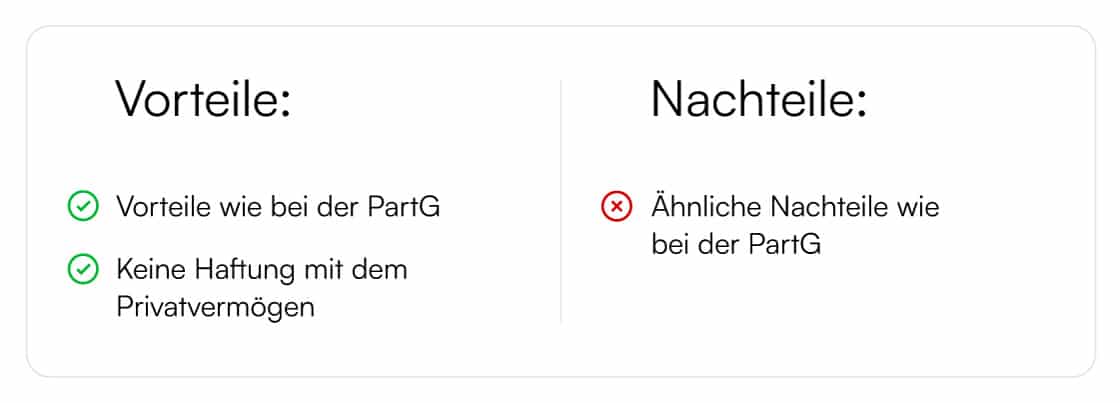 Vorteile:
Vorteile wie bei der PartG
Keine Haftung mit dem
Privatvermögen
Nachteile:
Ähnliche Nachteile wie
bei der PartG